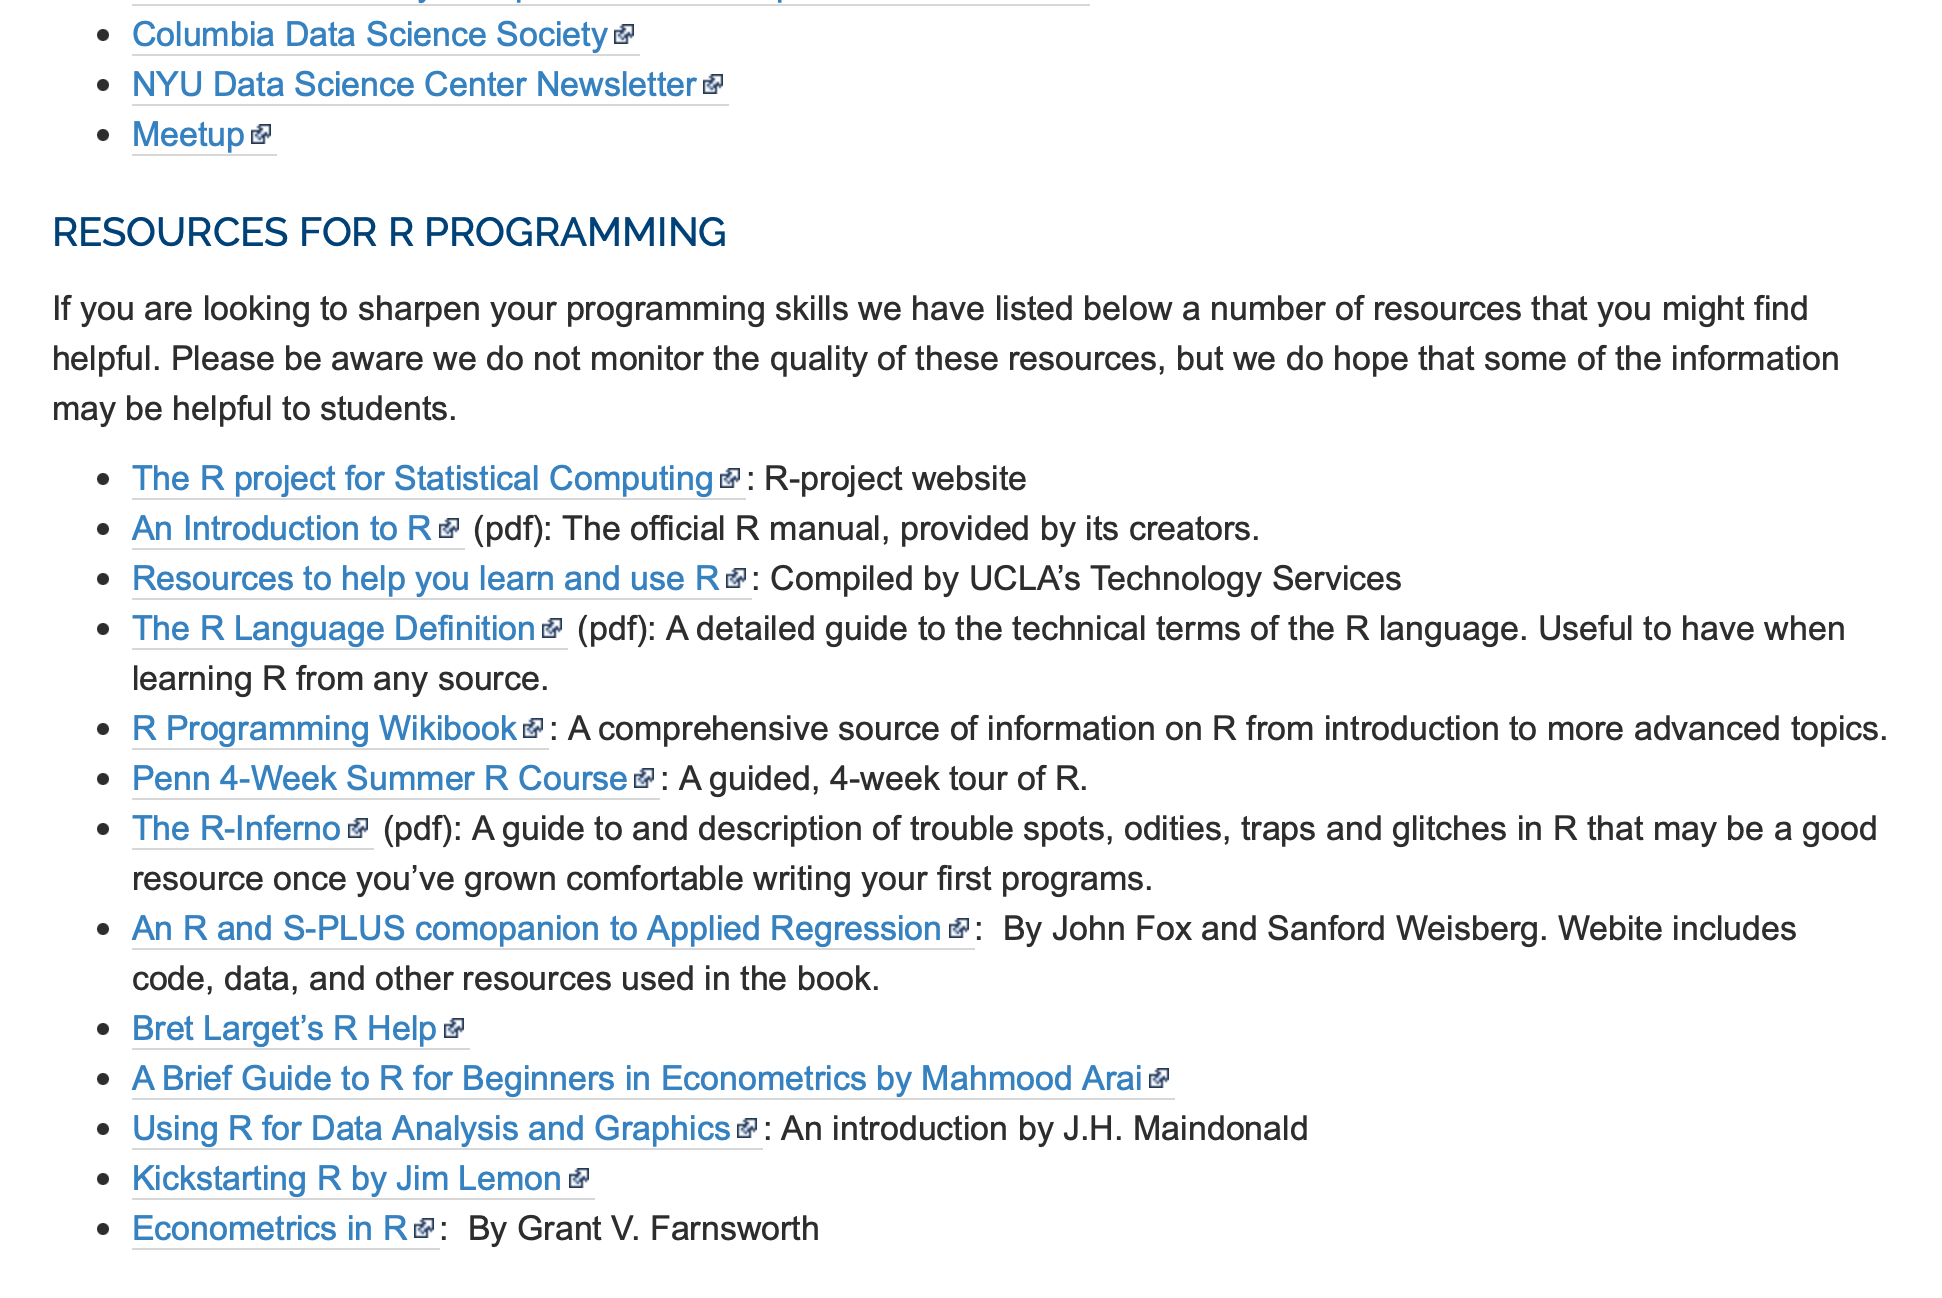 Columbia Data Science Society
NYU Data Science Center Newsletter
Meetup
RESOURCES FOR R PROGRAMMING
If you are looking to sharpen your programming skills we have listed below a number of resources that you might find
helpful. Please be aware we do not monitor the quality of these resources, but we do hope that some of the information
may be helpful to students.
The R project for Statistical Computing: R-project website
An Introduction to R (pdf): The official R manual, provided by its creators.
Resources to help you learn and use R: Compiled by UCLA’s Technology Services
The R Language Definition (pdf): A detailed guide to the technical terms of the R language. Useful to have when
learning R from any source.
R Programming Wikibook: A comprehensive source of information on R from introduction to more advanced topics.
Penn 4-Week Summer R Course: A guided, 4-week tour of R.
The R-Inferno (pdf): A guide to and description of trouble spots, odities, traps and glitches in R that may be a good
resource once you’ve grown comfortable writing your first programs.
An R and S-PLUS comopanion to Applied Regression:  By John Fox and Sanford Weisberg. Webite includes
code, data, and other resources used in the book.
Bret Larget’s R Help
A Brief Guide to R for Beginners in Econometrics by Mahmood Arai
Using R for Data Analysis and Graphics: An introduction by J.H. Maindonald
Kickstarting R by Jim Lemon
Econometrics in R:  By Grant V. Farnsworth